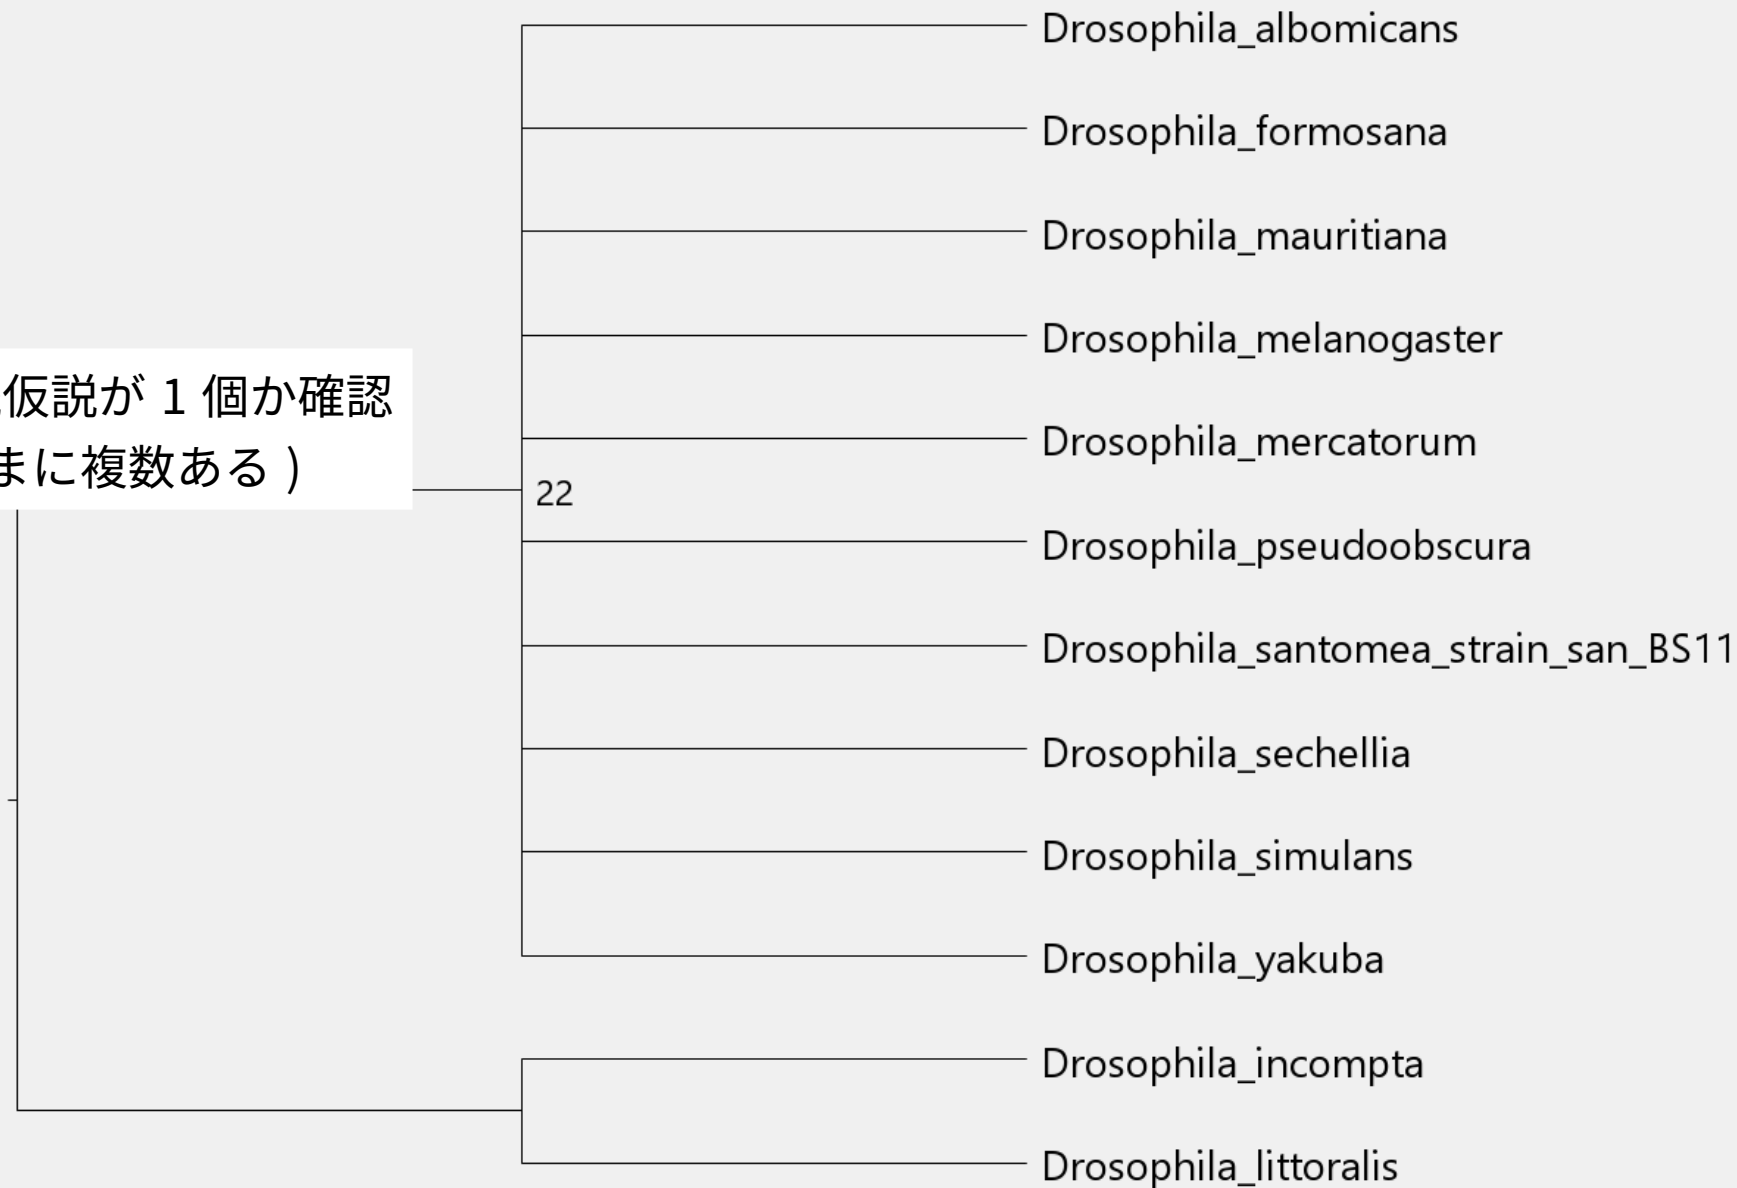 Drosophila_albomicans
Drosophila_formosana
Drosophila_mauritiana
Drosophila_melanogaster
仮説が 1 個か確認
まに複数ある )
Drosophila_mercatorum
22
Drosophila_pseudoobscura
Drosophila_santomea_strain_san_BS11
Drosophila_sechellia
Drosophila_simulans
Drosophila_yakuba
Drosophila_incompta
Drosophila_littoralis